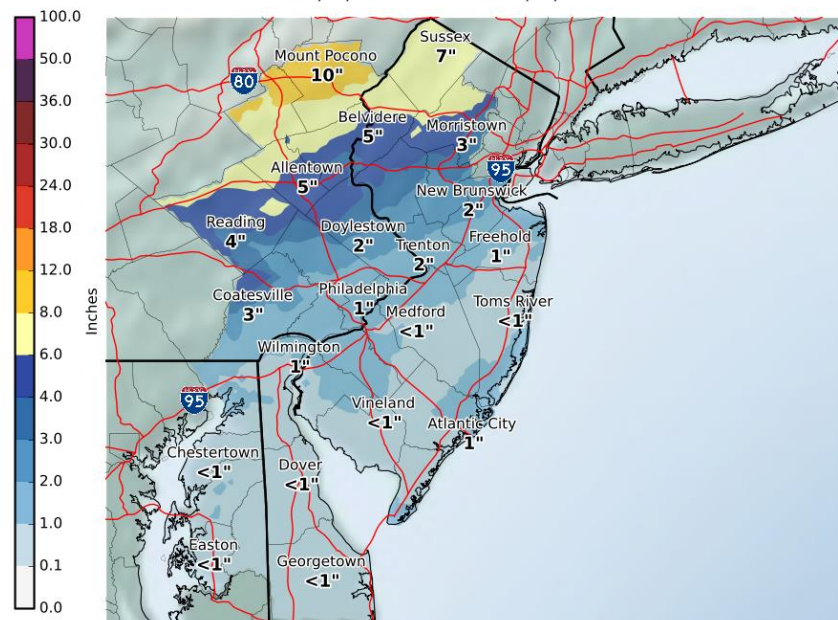 100.0
50.0
36.0
30.0
24.0
18.0
12.0
8.0
6.0
4.0
3.0
2.0
1.0
0.1
0.0
Inches
Sussex
7"
Mount Pocono
10"
80
Belvidere
5"
Morristown
3"
Allentown
5"
95
New Brunswick
2"
Reading
4"
Doylestown
2"
Trenton
2"
Freehold
1"
Coatesville
3"
Philadelphia
1"
Medford
<1"
Toms River
<1"
Wilmington
1"
95
Vineland
<1"
Atlantic City
1"
Chestertown
<1"
Dover
<1"
Easton
<1"
Georgetown
<1"